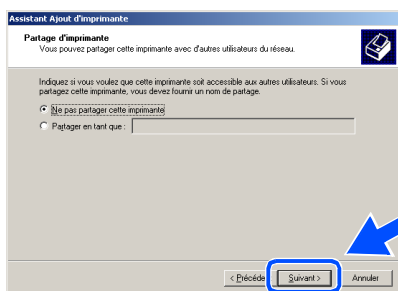 Assistant Ajout d'imprimante
Partage d'imprimante
Vous pouvez partager cette imprimante avec d'autres utilisateurs du réseau.
Indiquez si vous voulez que cette imprimante soit accessible aux autres utilisateurs. Si vous
partagez cette imprimante, vous devez fournir un nom de partage.
Ne pas partager cette imprimante
Partager en tant que :
< Précéde Suivant > Annuler